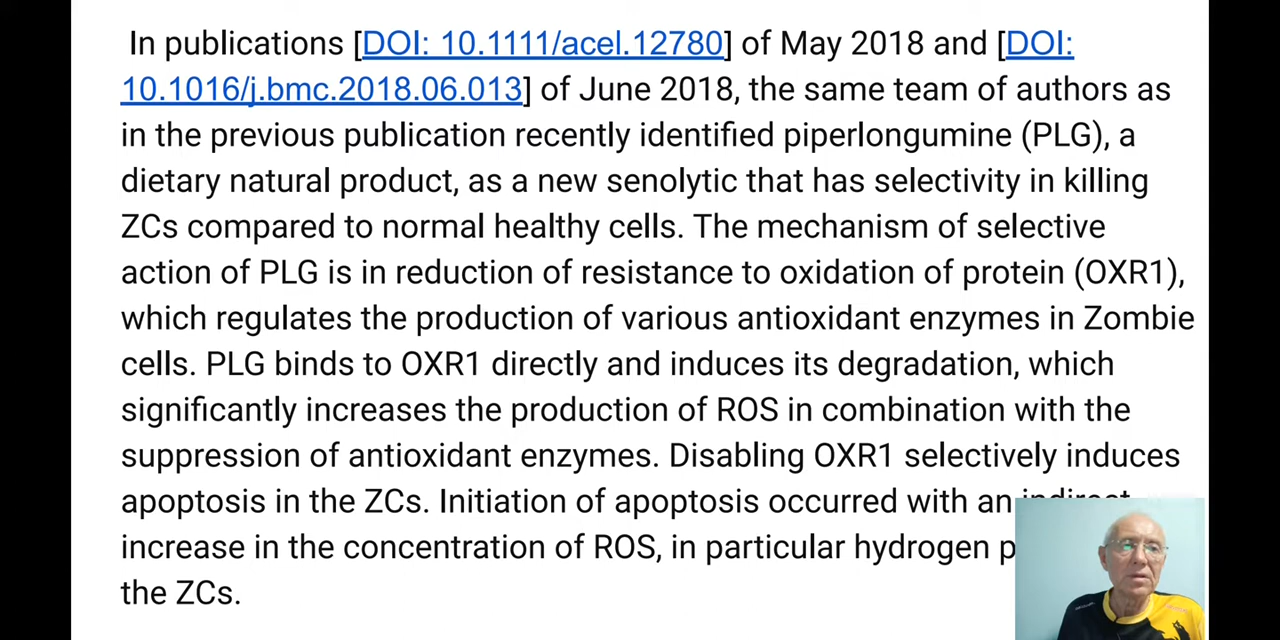 In publications [DOI: 10.1111/acel.12780] of May 2018 and [DOI:
10.1016/j.bmc.2018.06.013] of June 2018, the same team of authors as
in the previous publication recently identified piperlongumine (PLG), a
dietary natural product, as a new senolytic that has selectivity in killing
ZCs compared to normal healthy cells. The mechanism of selective
action of PLG is in reduction of resistance to oxidation of protein (OXR1),
which regulates the production of various antioxidant enzymes in Zombie
cells. PLG binds to OXR1 directly and induces its degradation, which
significantly increases the production of ROS in combination with the
suppression of antioxidant enzymes. Disabling OXR1 selectively induces
apoptosis in the ZCs. Initiation of apoptosis occurred with an indirect
increase in the concentration of ROS, in particular hydrogen
the ZCs.